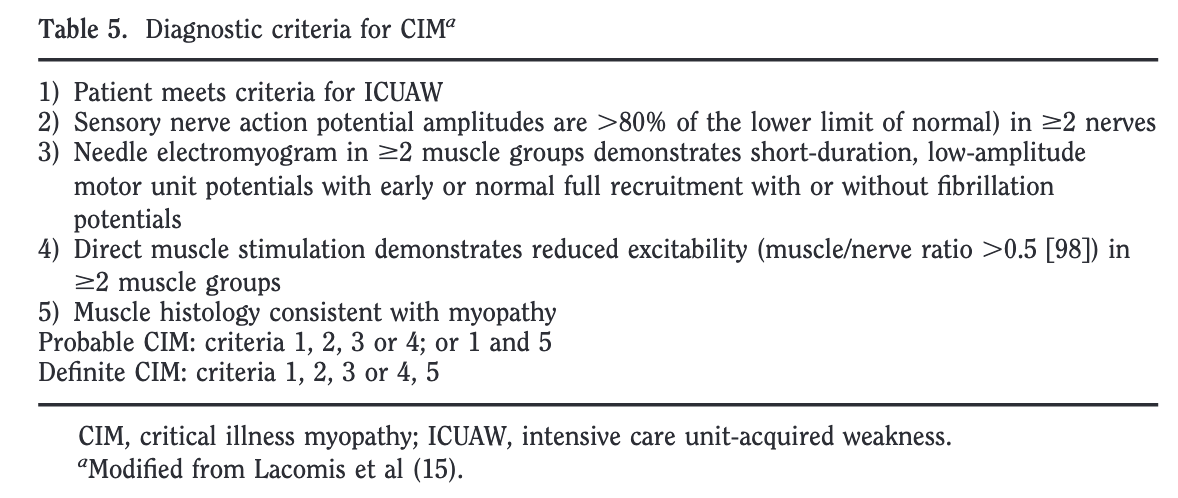 Table 5. Diagnostic criteria for CIMa
1) Patient meets criteria for ICUAW
2) Sensory nerve action potential amplitudes are >80% of the lower limit of normal) in ≥2 nerves
3) Needle electromyogram in ≥2 muscle groups demonstrates short-duration, low-amplitude
motor unit potentials with early or normal full recruitment with or without fibrillation
potentials
4) Direct muscle stimulation demonstrates reduced excitability (muscle/nerve ratio >0.5 [98]) in
≥2 muscle groups
5) Muscle histology consistent with myopathy
Probable CIM: criteria 1, 2, 3 or 4; or 1 and 5
Definite CIM: criteria 1, 2, 3 or 4, 5
CIM, critical illness myopathy; ICUAW, intensive care unit-acquired weakness.
aModified from Lacomis et al (15).